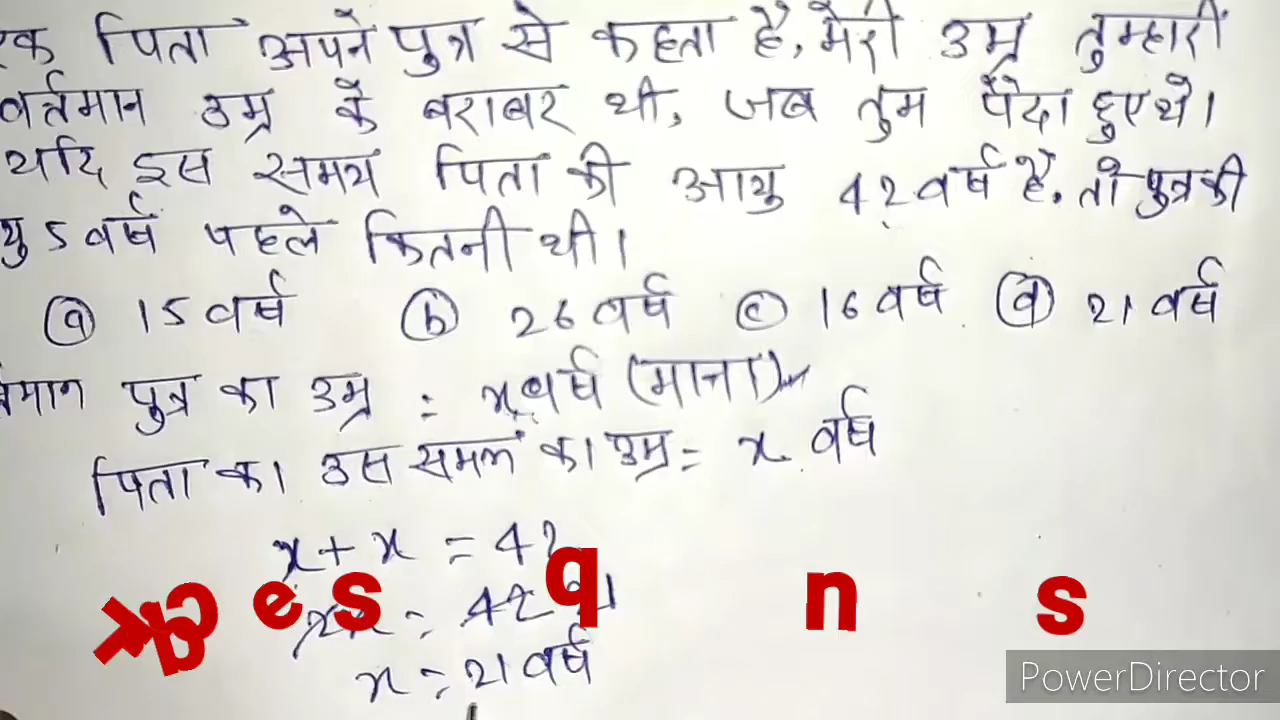 एक पिता अपने पुत्र से कहता है, मेरी उम्र तुम्हारी
वर्तमान उम्र के बराबर थी, जब तुम पैदा हुए थे।
यदि इस समय पिता की आयु 42 वर्ष है, तो पुत्र की
यु 5 वर्ष पहले कितनी थी।
(a) 15 वर्ष (b) 26 वर्ष (c) 16 वर्ष (d) 21 वर्ष
र्तमान पुत्र का उम्र = x वर्ष (माना)
पिता का उस समय का उम्र = x वर्ष
x + x = 42
2x = 42 21
x = 21 वर्ष
B e s q n s
PowerDirector